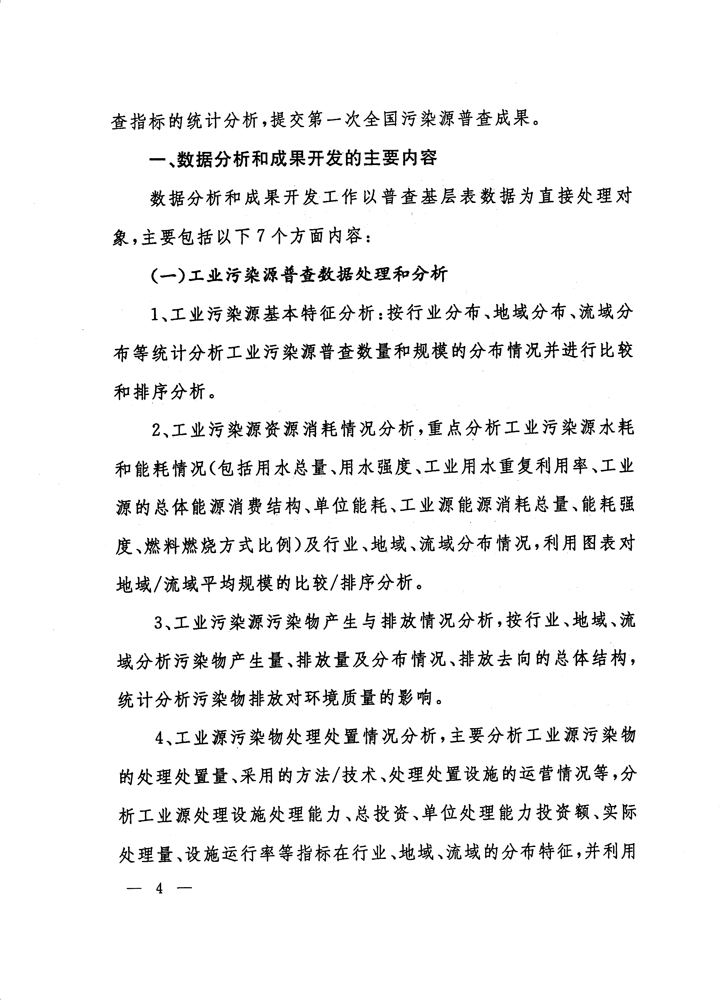 查指标的统计分析,提交第一次全国污染源普查成果。
一、数据分析和成果开发的主要内容
数据分析和成果开发工作以普查基层表数据为直接处理对
象,主要包括以下7个方面内容:
(一)工业污染源普查数据处理和分析
1、工业污染源基本特征分析:按行业分布、地域分布、流域分
布等统计分析工业污染源普查数量和规模的分布情况并进行比较
和排序分析。
2、工业污染源资源消耗情况分析,重点分析工业污染源水耗
和能耗情况(包括用水总量、用水强度、工业用水重复利用率、工业
源的总体能源消费结构、单位能耗、工业源能源消耗总量、能耗强
度、燃料燃烧方式比例)及行业、地域、流域分布情况,利用图表对
地域/流域平均规模的比较/排序分析。
3、工业污染源污染物产生与排放情况分析,按行业、地域、流
域分析污染物产生量、排放量及分布情况、排放去向的总体结构,
统计分析污染物排放对环境质量的影响。
4、工业源污染物处理处置情况分析,主要分析工业源污染物
的处理处置量、采用的方法/技术、处理处置设施的运营情况等,分
析工业源处理设施处理能力、总投资、单位处理能力投资额、实际
处理量、设施运行率等指标在行业、地域、流域的分布特征,并利用
— 4 —